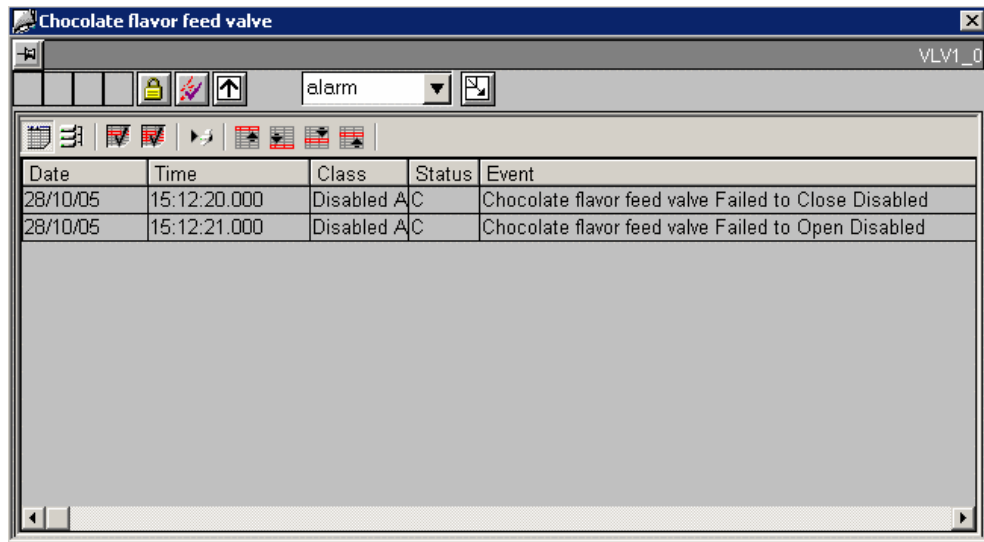 Chocolate flavor feed valve
VLV1_0
alarm
Date Time Class Status Event
28/10/05 15:12:20.000 Disabled A C Chocolate flavor feed valve Failed to Close Disabled
28/10/05 15:12:21.000 Disabled A C Chocolate flavor feed valve Failed to Open Disabled